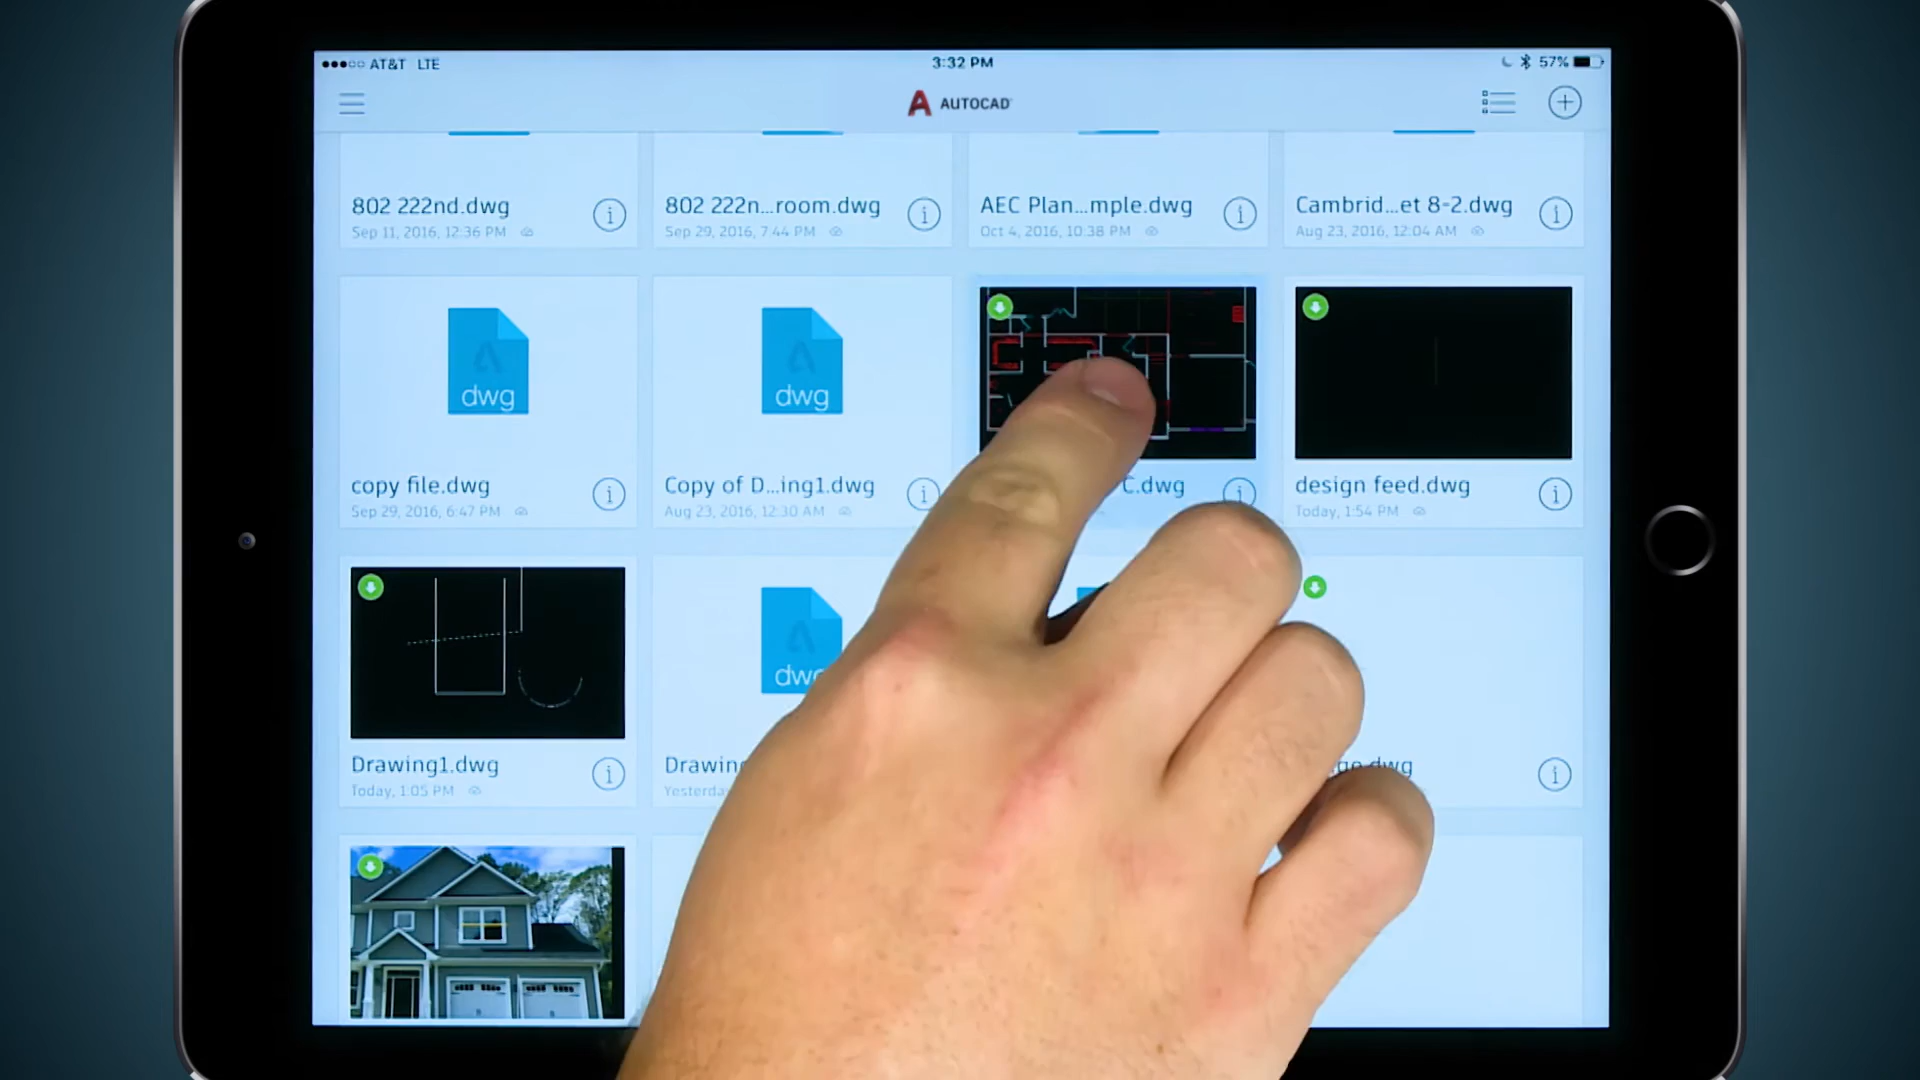 AT&T LTE
3:32 PM
57%
AUTOCAD
802 222nd.dwg
Sep 11, 2016, 12:36 PM
802 222n...room.dwg
Sep 29, 2016, 7:44 PM
AEC Plan...mple.dwg
Oct 4, 2016, 10:38 PM
Cambrid...et 8-2.dwg
Aug 23, 2016, 12:04 AM
dwg
dwg
copy file.dwg
Sep 29, 2016, 6:47 PM
Copy of D...ing1.dwg
Aug 23, 2016, 12:30 AM
C.dwg
design feed.dwg
Today, 1:54 PM
Drawing1.dwg
Today, 1:05 PM